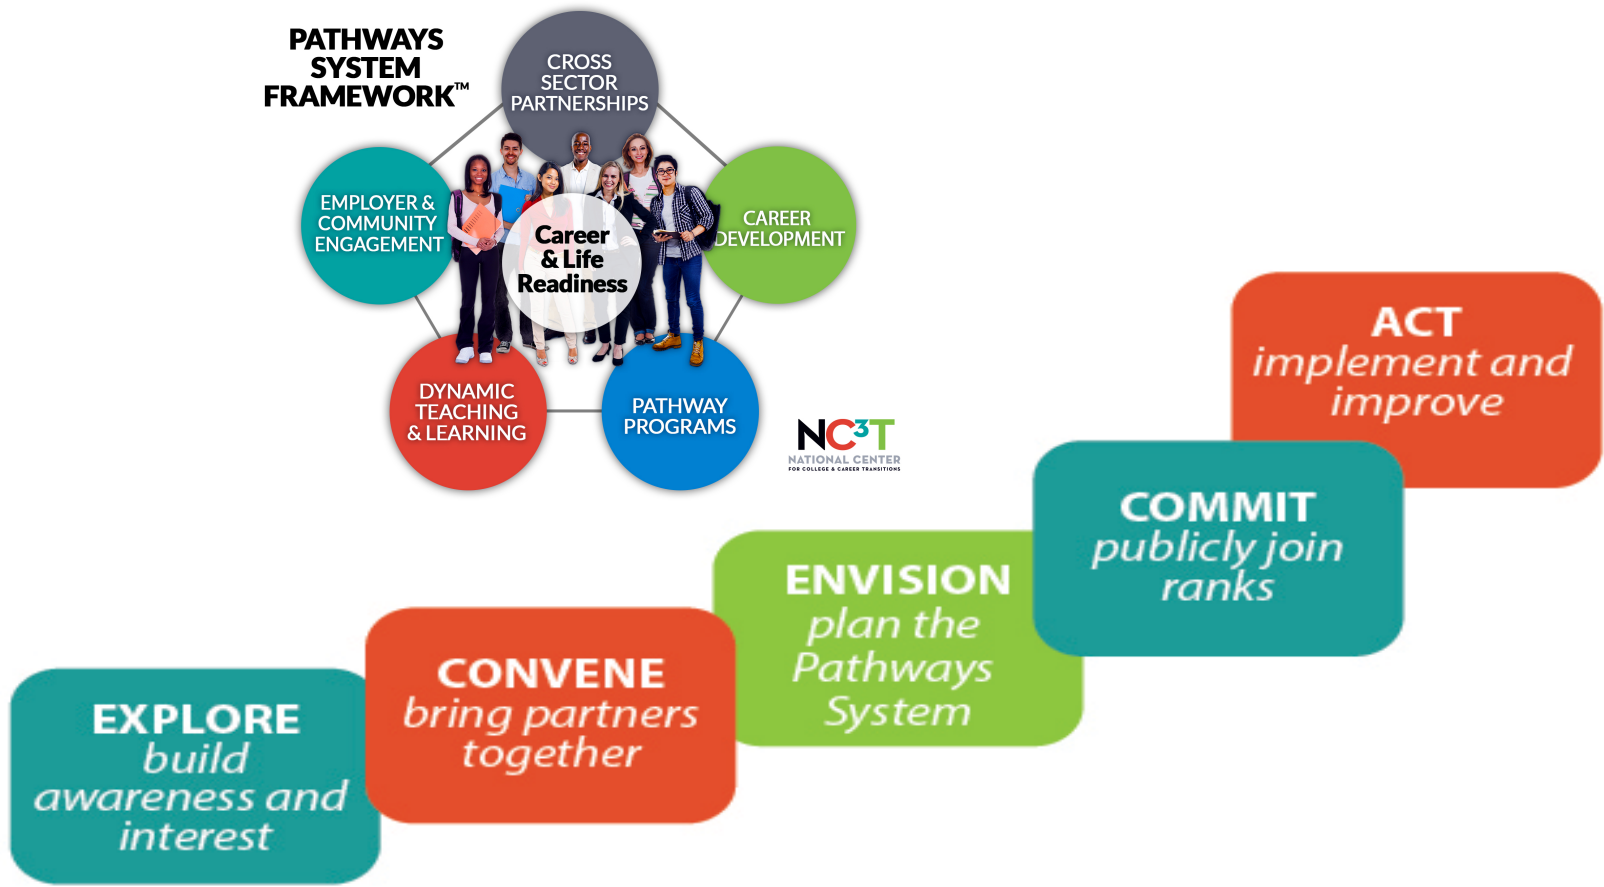 PATHWAYS
SYSTEM
FRAMEWORK™
CROSS
SECTOR
PARTNERSHIPS
EMPLOYER &
COMMUNITY
ENGAGEMENT
CAREER
DEVELOPMENT
Career
& Life
Readiness
DYNAMIC
TEACHING
& LEARNING
PATHWAY
PROGRAMS
NC3T
NATIONAL CENTER
FOR COLLEGE & CAREER TRANSITIONS
ACT
implement and
improve
COMMIT
publicly join
ranks
ENVISION
plan the
Pathways
System
CONVENE
bring partners
together
EXPLORE
build
awareness and
interest